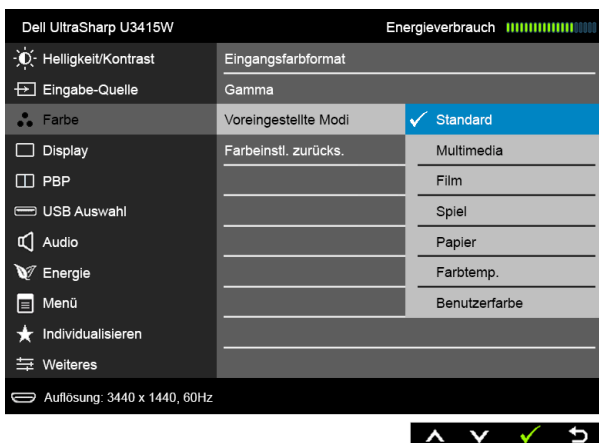 Dell UltraSharp U3415W Energieverbrauch
Helligkeit/Kontrast Eingangsfarbformat
Eingabe-Quelle Gamma
Farbe Voreingestellte Modi Standard
Display Farbeinstl. zurücks. Multimedia
PBP Film
USB Auswahl Spiel
Audio Papier
Energie Farbtemp.
Menü Benutzerfarbe
Individualisieren
Weiteres
Auflösung: 3440 x 1440, 60Hz